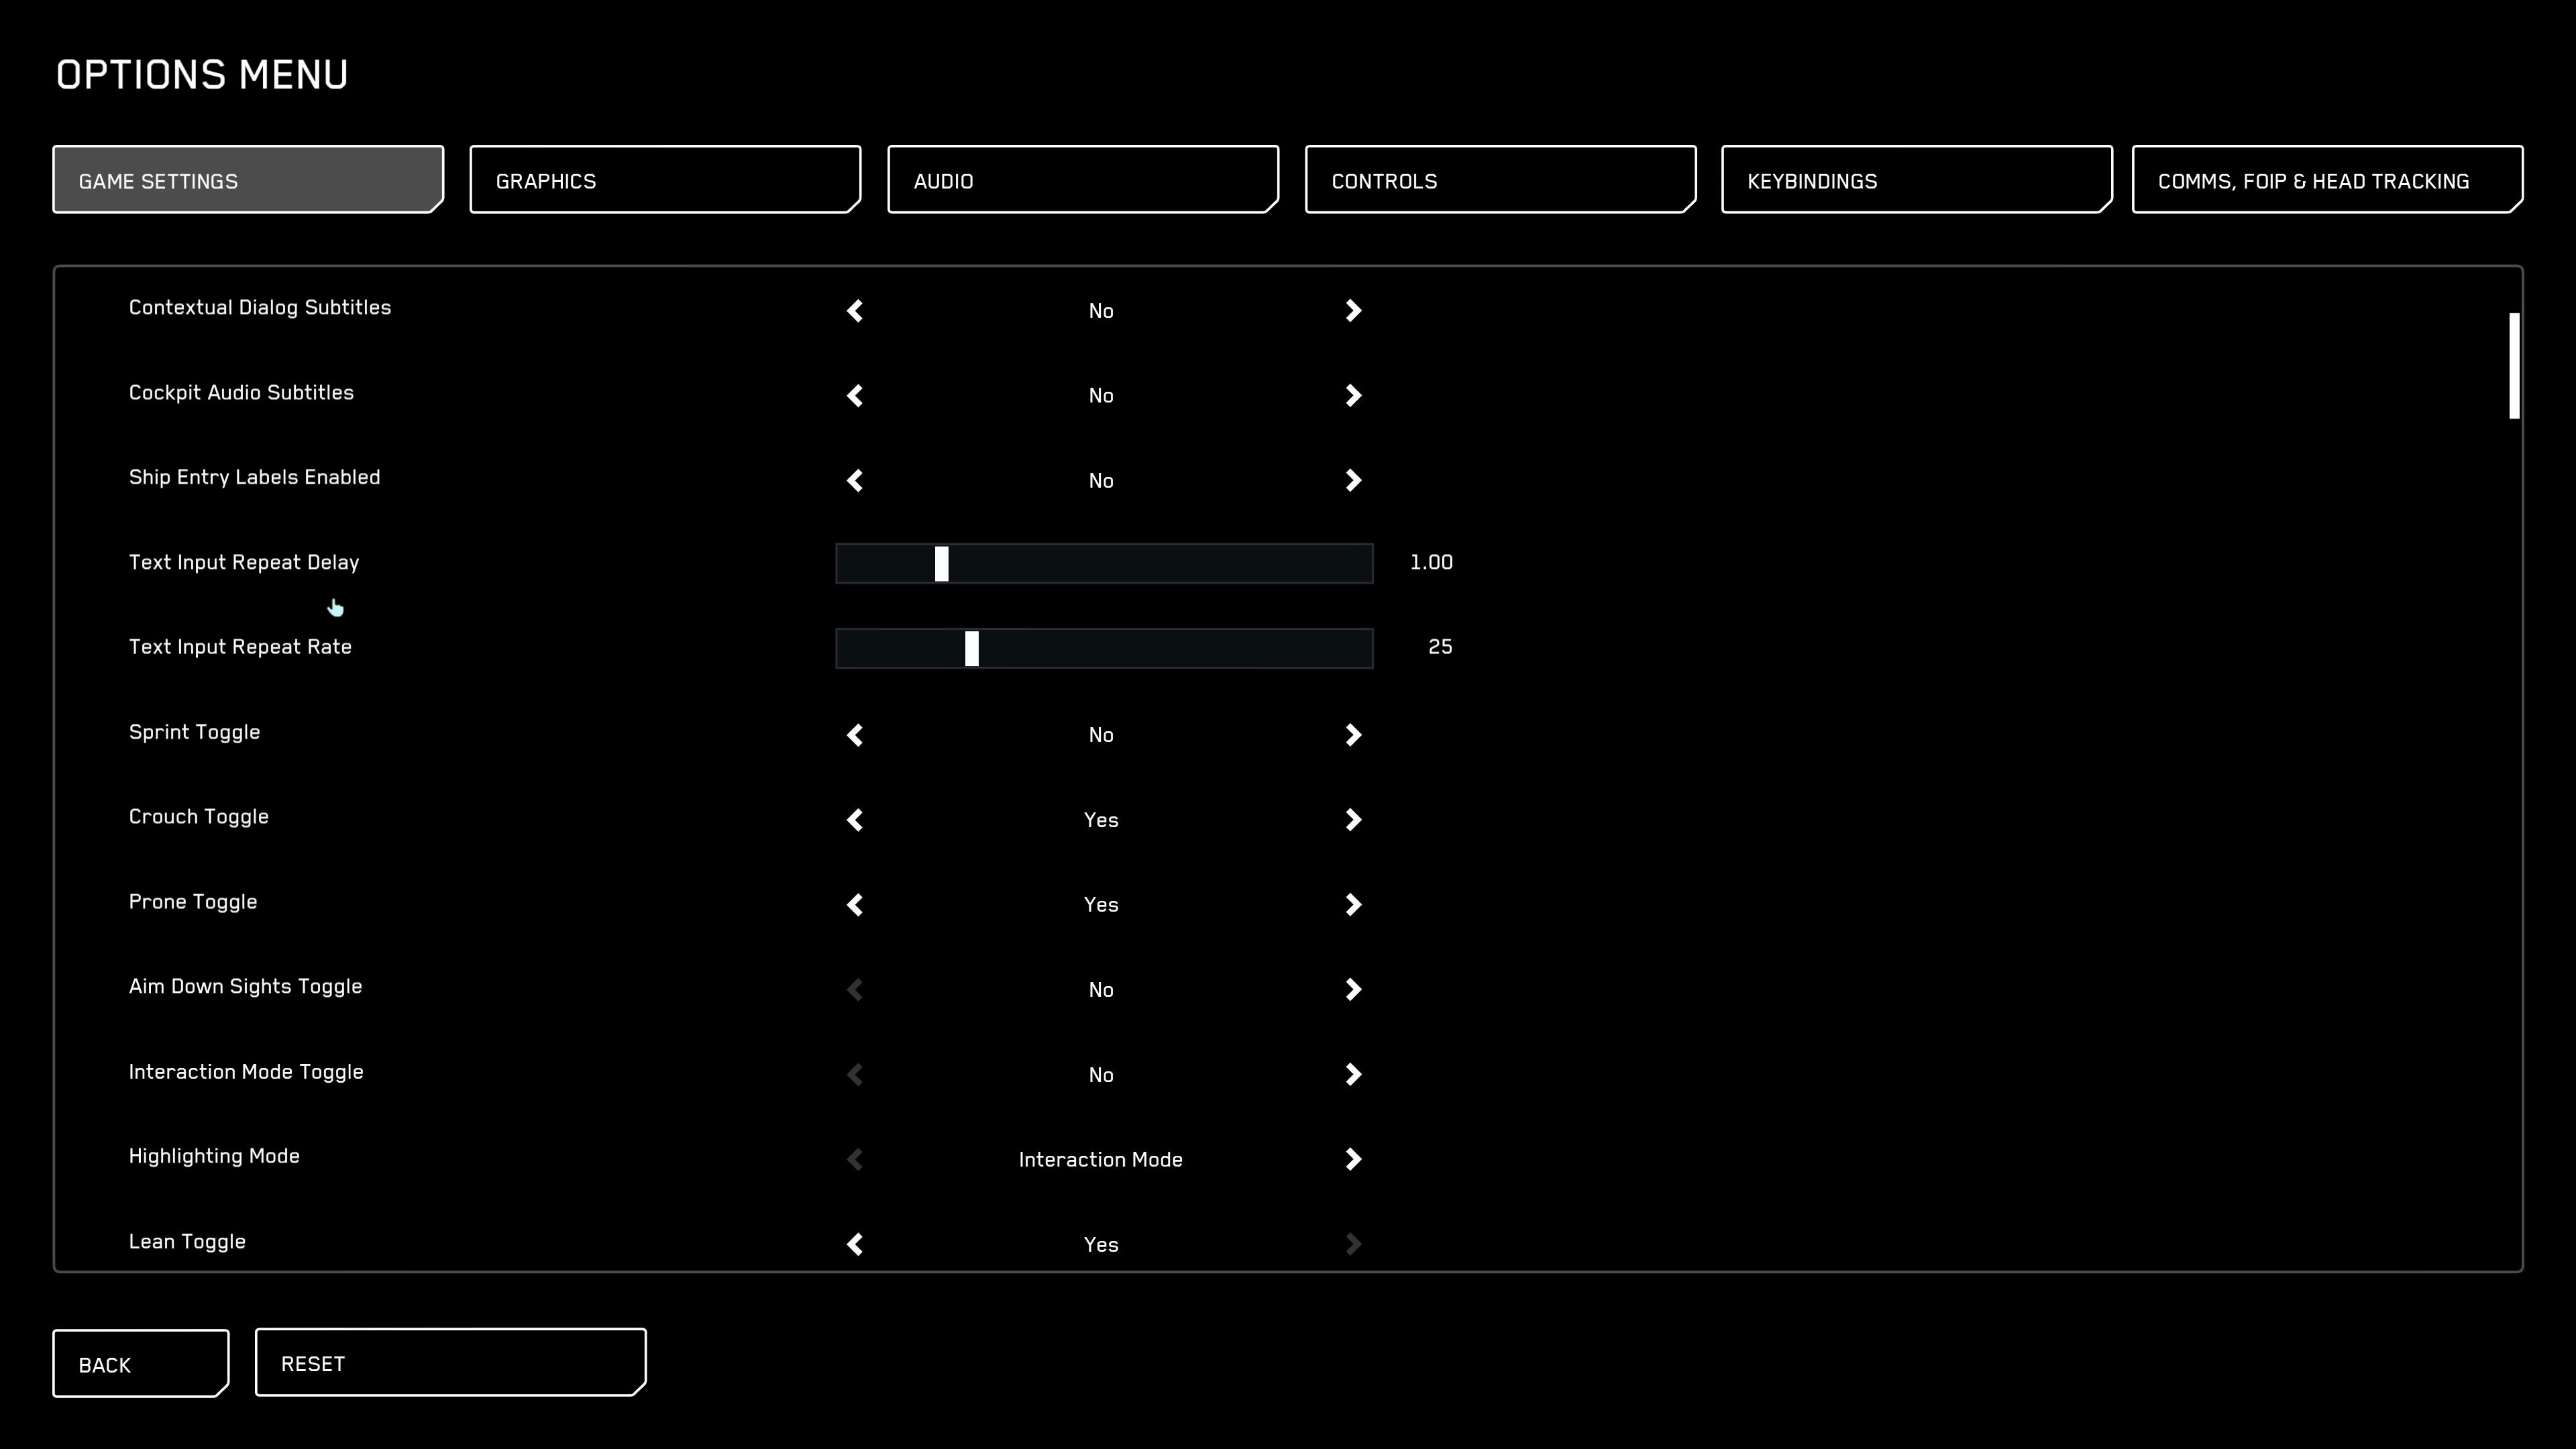 OPTIONS MENU
GAME SETTINGS
GRAPHICS
AUDIO
CONTROLS
KEYBINDINGS
COMMS, FOIP & HEAD TRACKING
Contextual Dialog Subtitles
No
Cockpit Audio Subtitles
No
Ship Entry Labels Enabled
No
Text Input Repeat Delay
1.00
Text Input Repeat Rate
25
Sprint Toggle
No
Crouch Toggle
Yes
Prone Toggle
Yes
Aim Down Sights Toggle
No
Interaction Mode Toggle
No
Highlighting Mode
Interaction Mode
Lean Toggle
Yes
BACK
RESET